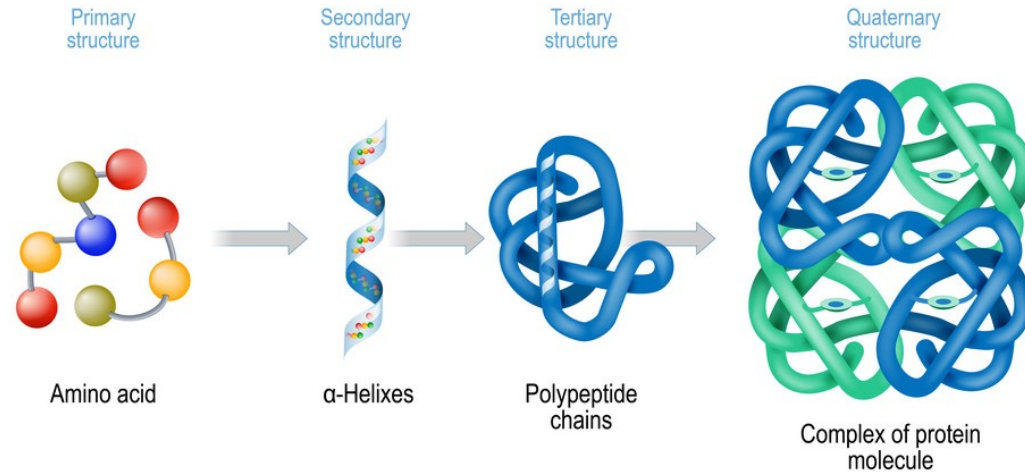 Primary
structure
Secondary
structure
Tertiary
structure
Quaternary
structure
Amino acid
α-Helixes
Polypeptide
chains
Complex of protein
molecule